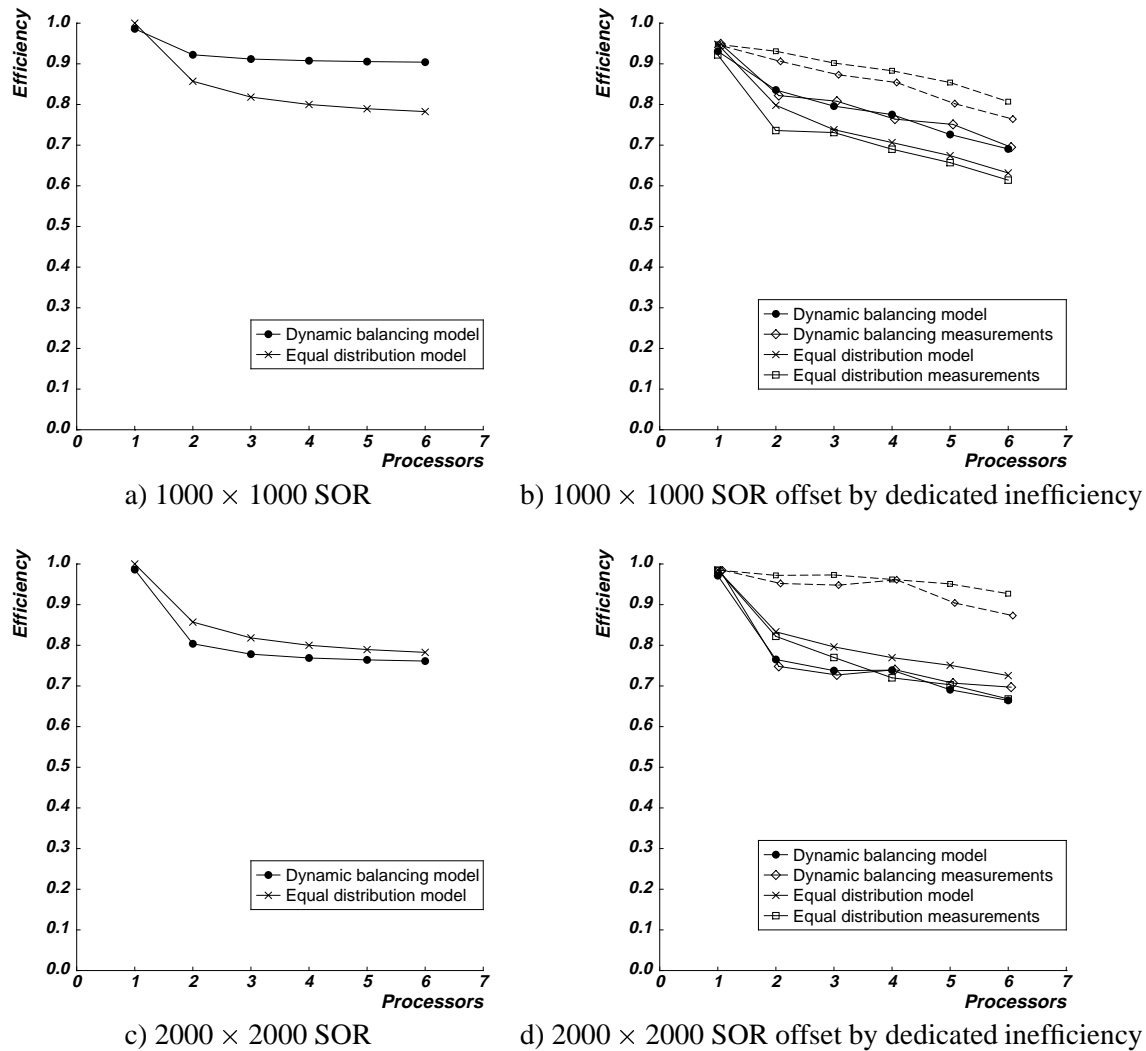 Efficiency
1.0
0.9
0.8
0.7
0.6
0.5
0.4
0.3
0.2
0.1
0.0
Dynamic balancing model
Equal distribution model
0 1 2 3 4 5 6 7
Processors
a) 1000 × 1000 SOR
Efficiency
1.0
0.9
0.8
0.7
0.6
0.5
0.4
0.3
0.2
0.1
0.0
Dynamic balancing model
Dynamic balancing measurements
Equal distribution model
Equal distribution measurements
0 1 2 3 4 5 6 7
Processors
b) 1000 × 1000 SOR offset by dedicated inefficiency
Efficiency
1.0
0.9
0.8
0.7
0.6
0.5
0.4
0.3
0.2
0.1
0.0
Dynamic balancing model
Equal distribution model
0 1 2 3 4 5 6 7
Processors
c) 2000 × 2000 SOR
Efficiency
1.0
0.9
0.8
0.7
0.6
0.5
0.4
0.3
0.2
0.1
0.0
Dynamic balancing model
Dynamic balancing measurements
Equal distribution model
Equal distribution measurements
0 1 2 3 4 5 6 7
Processors
d) 2000 × 2000 SOR offset by dedicated inefficiency